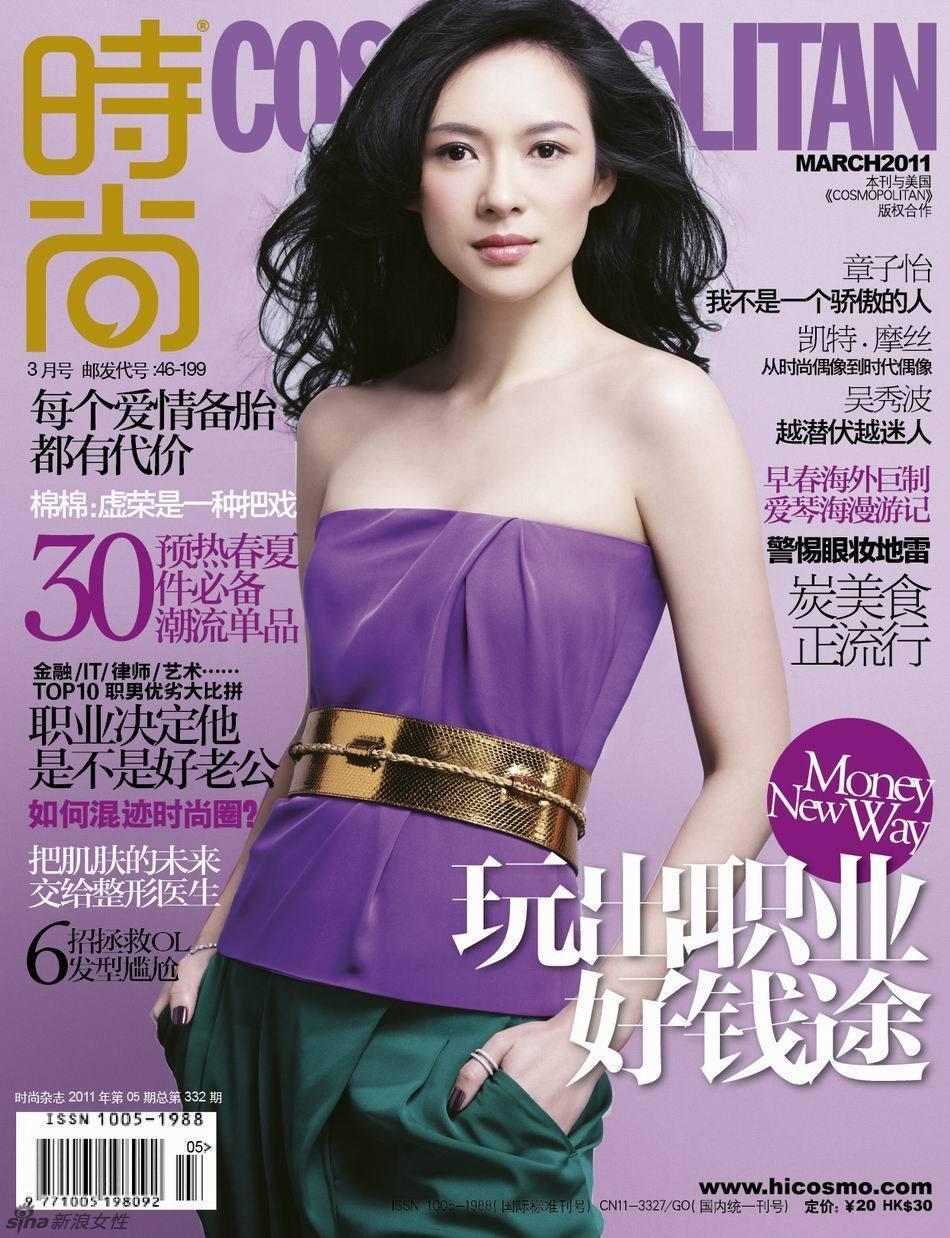 時尚®
COSMOPOLITAN
MARCH2011
本刊与美国
《COSMOPOLITAN》
版权合作
3月号 邮发代号:46-199
每个爱情备胎
都有代价
棉棉:虚荣是一种把戏
30
预热春夏
件必备
潮流单品
金融/IT/律师/艺术……
TOP10 职男优劣大比拼
职业决定他
是不是好老公
如何混迹时尚圈?
把肌肤的未来
交给整形医生
6
招拯救OL
发型尴尬
章子怡
我不是一个骄傲的人
凯特·摩丝
从时尚偶像到时代偶像
吴秀波
越潜伏越迷人
早春海外巨制
爱琴海漫游记
警惕眼妆地雷
炭美食
正流行
Money
New Way
玩出职业
好钱途
时尚杂志 2011 年第 05 期总第 332 期
ISSN 1005-1988
05>
9 771005 198092
sina 新浪女性
www.hicosmo.com
ISSN 1005-1988(国际标准刊号) CN11-3327/GO(国内统一刊号) 定价: ¥20 HK$30